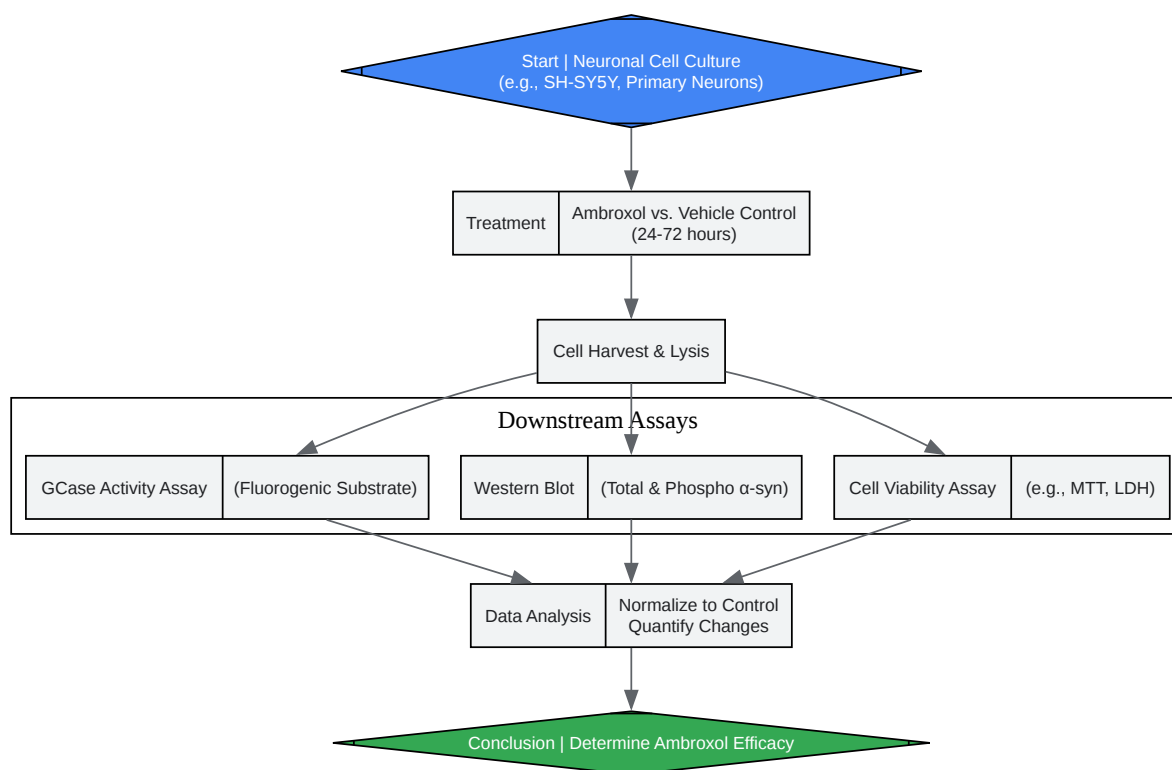 Start | Neuronal Cell Culture
(e.g., SH-SY5Y, Primary Neurons)
Treatment
Ambroxol vs. Vehicle Control
(24-72 hours)
Cell Harvest & Lysis
Downstream Assays
GCase Activity Assay
(Fluorogenic Substrate)
Western Blot
(Total & Phospho α-syn)
Cell Viability Assay
(e.g., MTT, LDH)
Data Analysis
Normalize to Control
Quantify Changes
Conclusion | Determine Ambroxol Efficacy